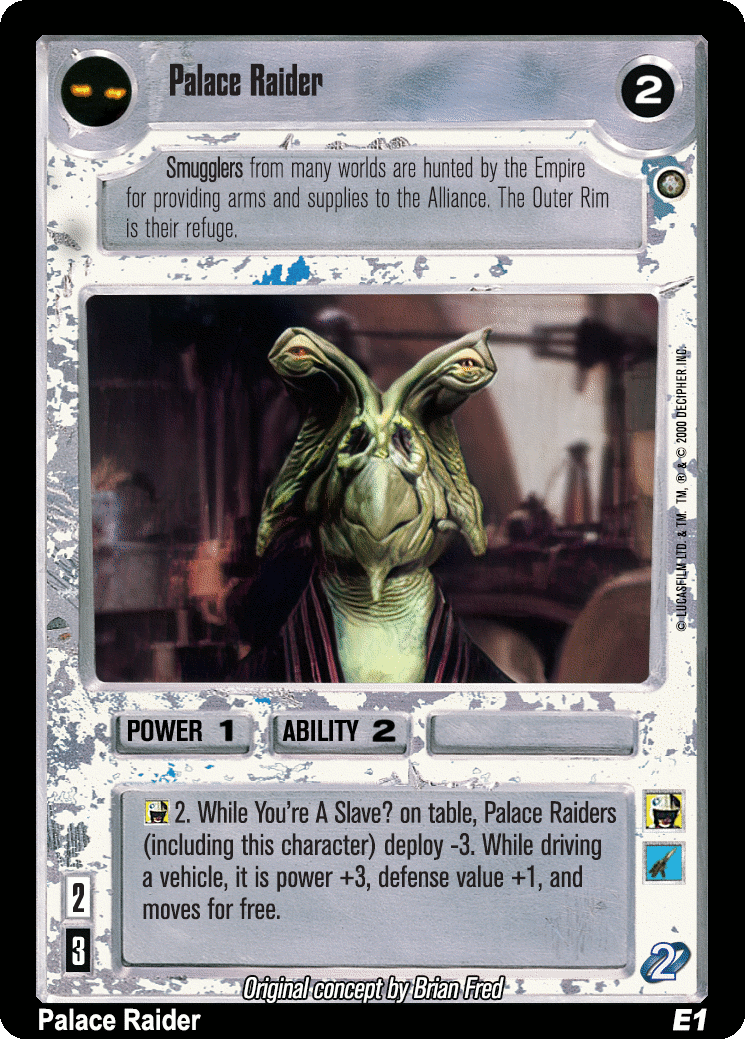 Palace Raider
2
Smugglers from many worlds are hunted by the Empire
for providing arms and supplies to the Alliance. The Outer Rim
is their refuge.
© LUCASFILM LTD. & TM. TM, ® & © 2000 DECIPHER INC.
POWER 1
ABILITY 2
2. While You're A Slave? on table, Palace Raiders
(including this character) deploy -3. While driving
a vehicle, it is power +3, defense value +1, and
moves for free.
2
3
2
Original concept by Brian Fred
Palace Raider
E1